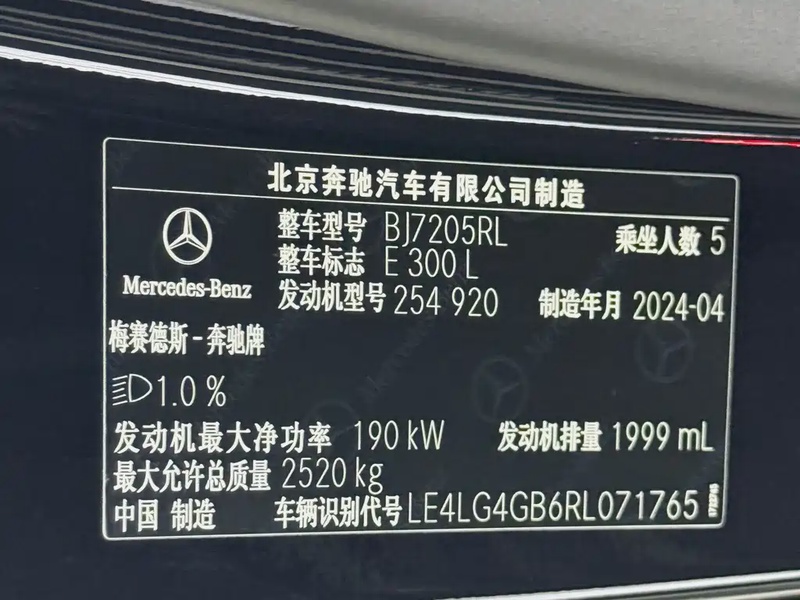 北京奔驰汽车有限公司制造
整车型号 BJ7205RL
乘坐人数 5
整车标志 E 300 L
Mercedes-Benz
发动机型号 254 920
制造年月 2024-04
梅赛德斯-奔驰牌
1.0 %
发动机最大净功率 190 kW
发动机排量 1999 mL
最大允许总质量 2520 kg
中国 制造
车辆识别代号 LE4LG4GB6RL071765